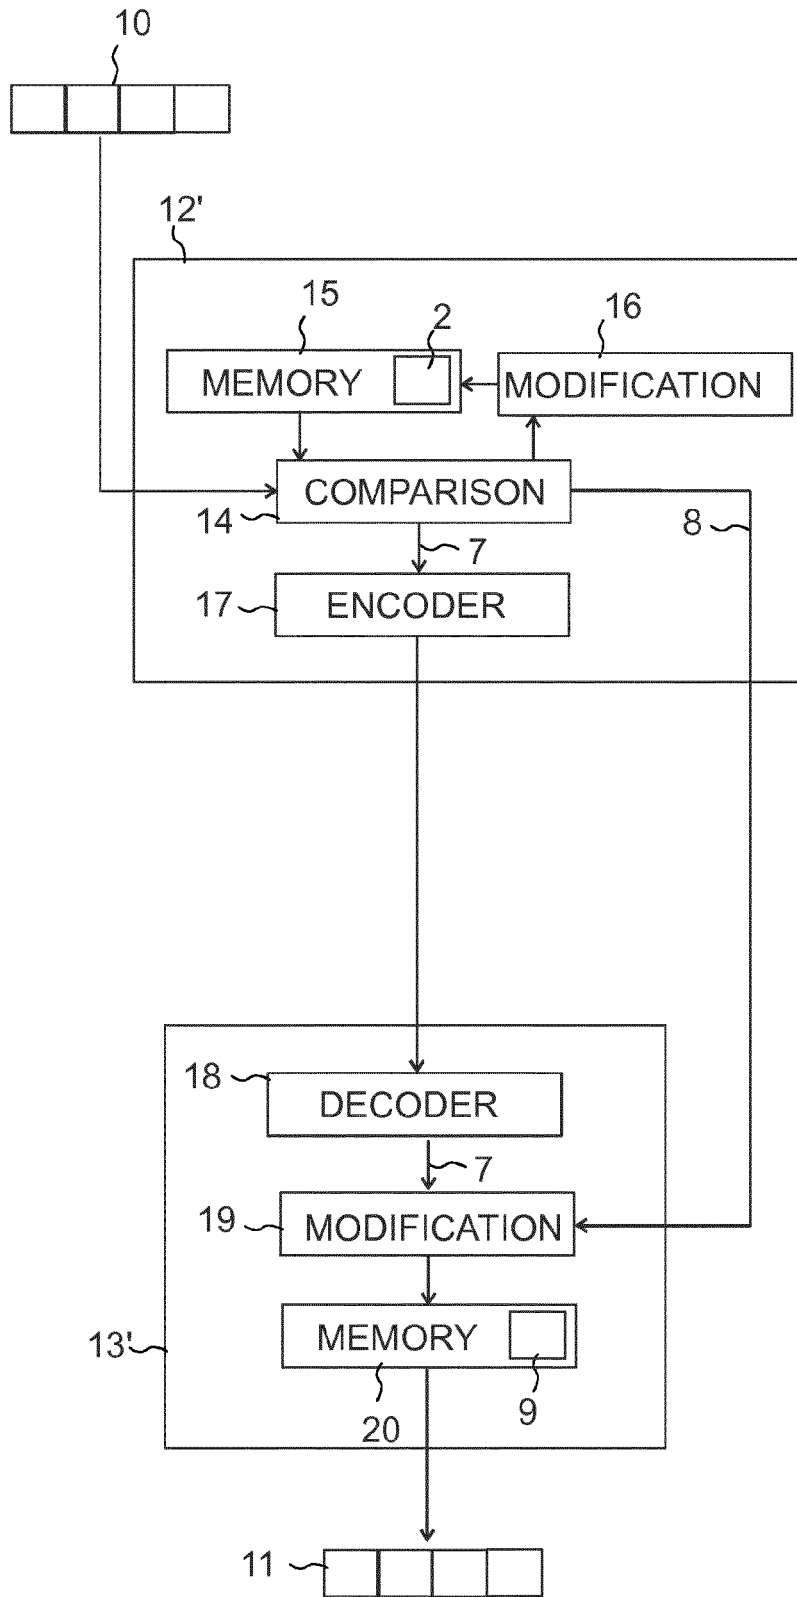 10
12'
15
2
16
MEMORY
MODIFICATION
COMPARISON
14
8
7
17
ENCODER
18
DECODER
7
19
MODIFICATION
13'
MEMORY
20
9
11